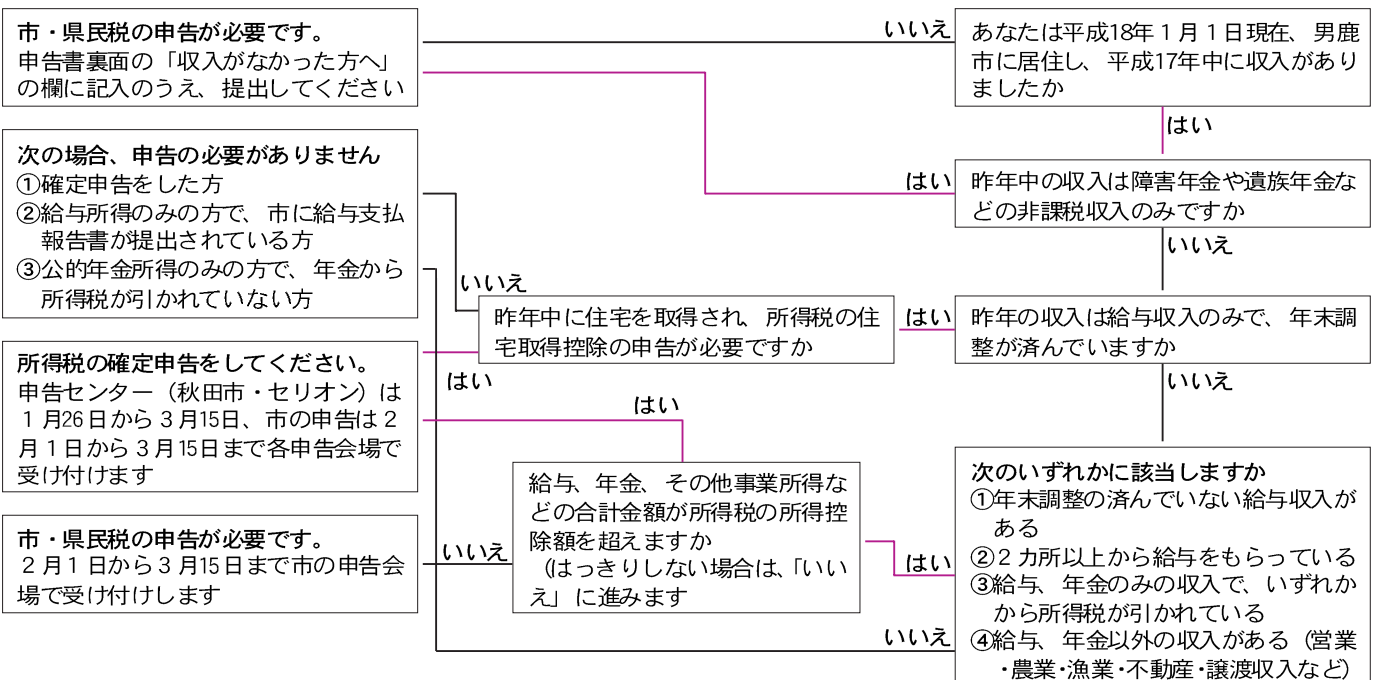 市・県民税の申告が必要です。
申告書裏面の「収入がなかった方へ」
の欄に記入のうえ、提出してください
いいえ
あなたは平成18年1月1日現在、男鹿
市に居住し、平成17年中に収入があり
ましたか
はい
次の場合、申告の必要がありません
①確定申告をした方
②給与所得のみの方で、市に給与支払
報告書が提出されている方
③公的年金所得のみの方で、年金から
所得税が引かれていない方
はい
昨年中の収入は障害年金や遺族年金な
どの非課税収入のみですか
いいえ
いいえ
昨年中に住宅を取得され、所得税の住
宅取得控除の申告が必要ですか
はい
昨年の収入は給与収入のみで、年末調
整が済んでいますか
いいえ
所得税の確定申告をしてください。
申告センター（秋田市・セリオン）は
1月26日から3月15日、市の申告は2
月1日から3月15日まで各申告会場で
受け付けます
はい
はい
給与、年金、その他事業所得な
どの合計金額が所得税の所得控
除額を超えますか
（はっきりしない場合は、「いい
え」に進みます
はい
次のいずれかに該当しますか
①年末調整の済んでいない給与収入が
ある
②2カ所以上から給与をもらっている
③給与、年金のみの収入で、いずれか
から所得税が引かれている
④給与、年金以外の収入がある（営業
・農業・漁業・不動産・譲渡収入など）
市・県民税の申告が必要です。
2月1日から3月15日まで市の申告会
場で受け付けします
いいえ
いいえ